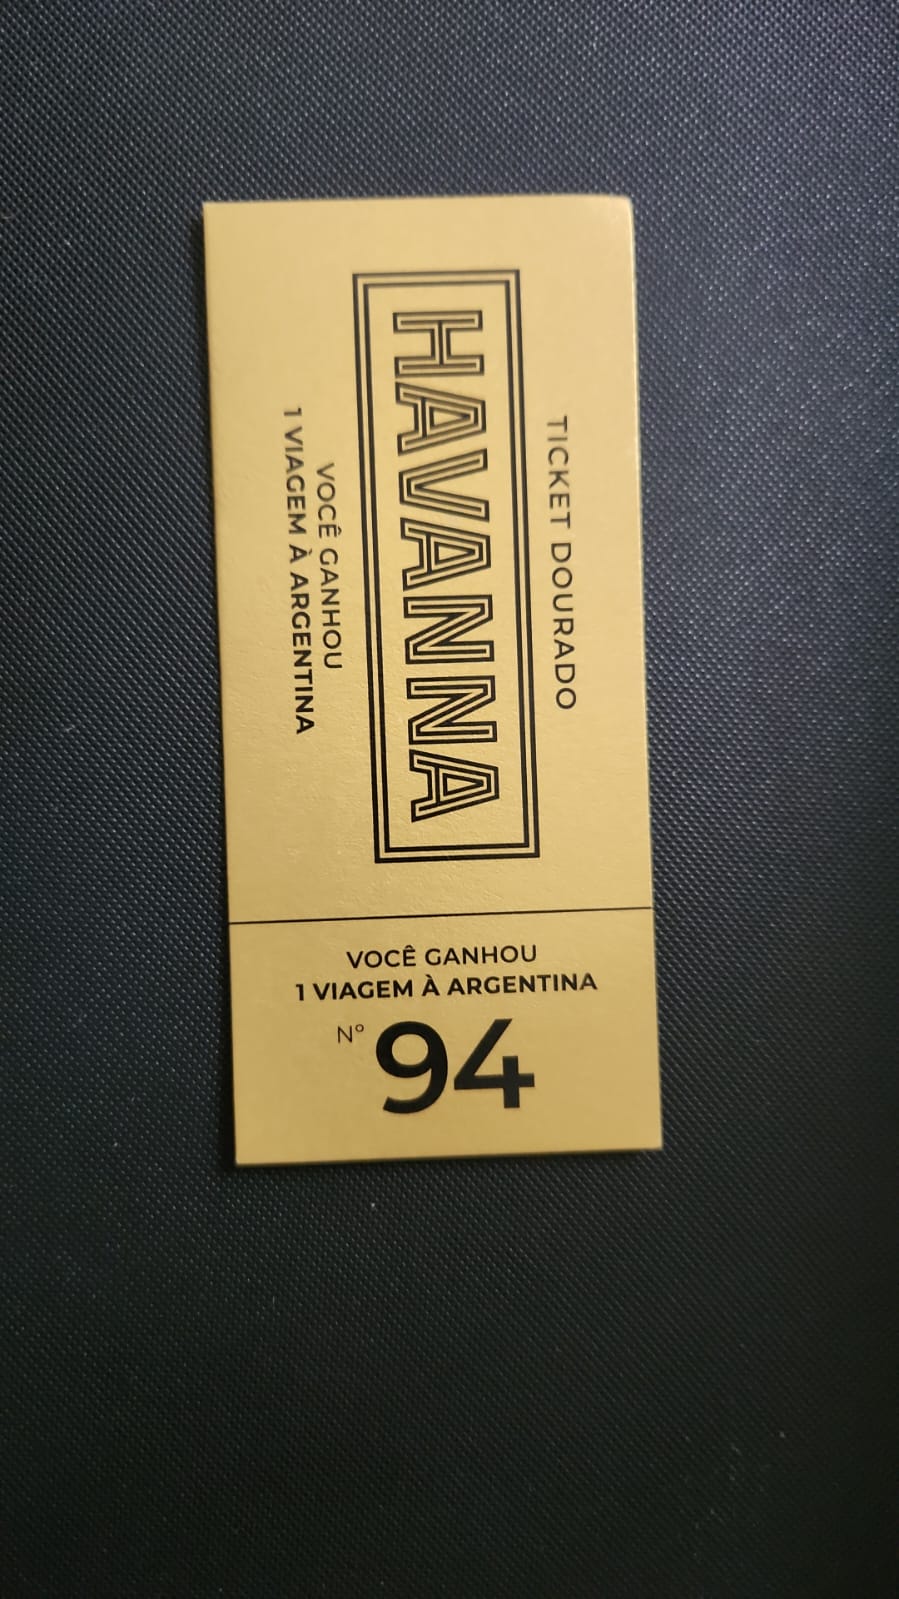 TICKET DOURADO
HAVANNA
VOCÊ GANHOU
1 VIAGEM À ARGENTINA
VOCÊ GANHOU
1 VIAGEM À ARGENTINA
Nº 94